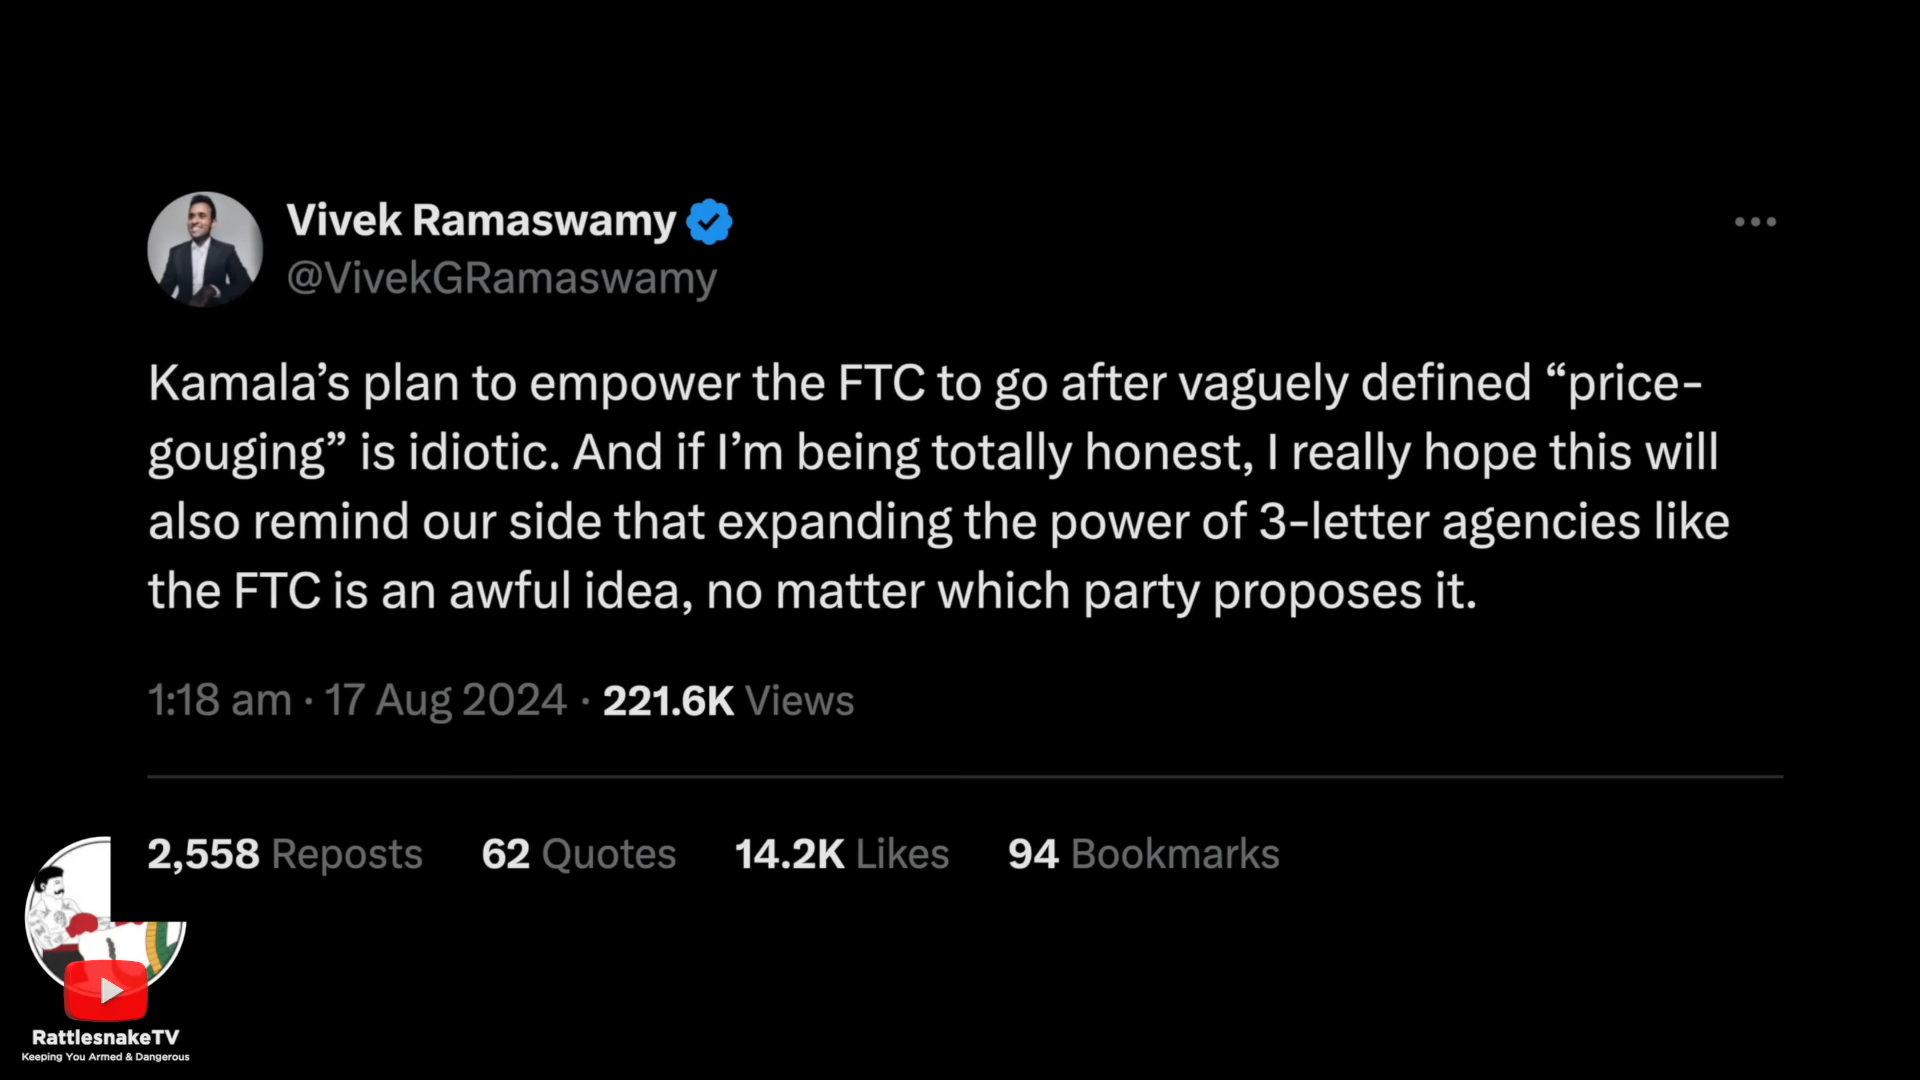 Vivek Ramaswamy
@VivekGRamaswamy
Kamala’s plan to empower the FTC to go after vaguely defined “price-
gouging” is idiotic. And if I’m being totally honest, I really hope this will
also remind our side that expanding the power of 3-letter agencies like
the FTC is an awful idea, no matter which party proposes it.
1:18 am · 17 Aug 2024 · 221.6K Views
2,558 Reposts 62 Quotes 14.2K Likes 94 Bookmarks
RattlesnakeTV
Keeping You Armed & Dangerous